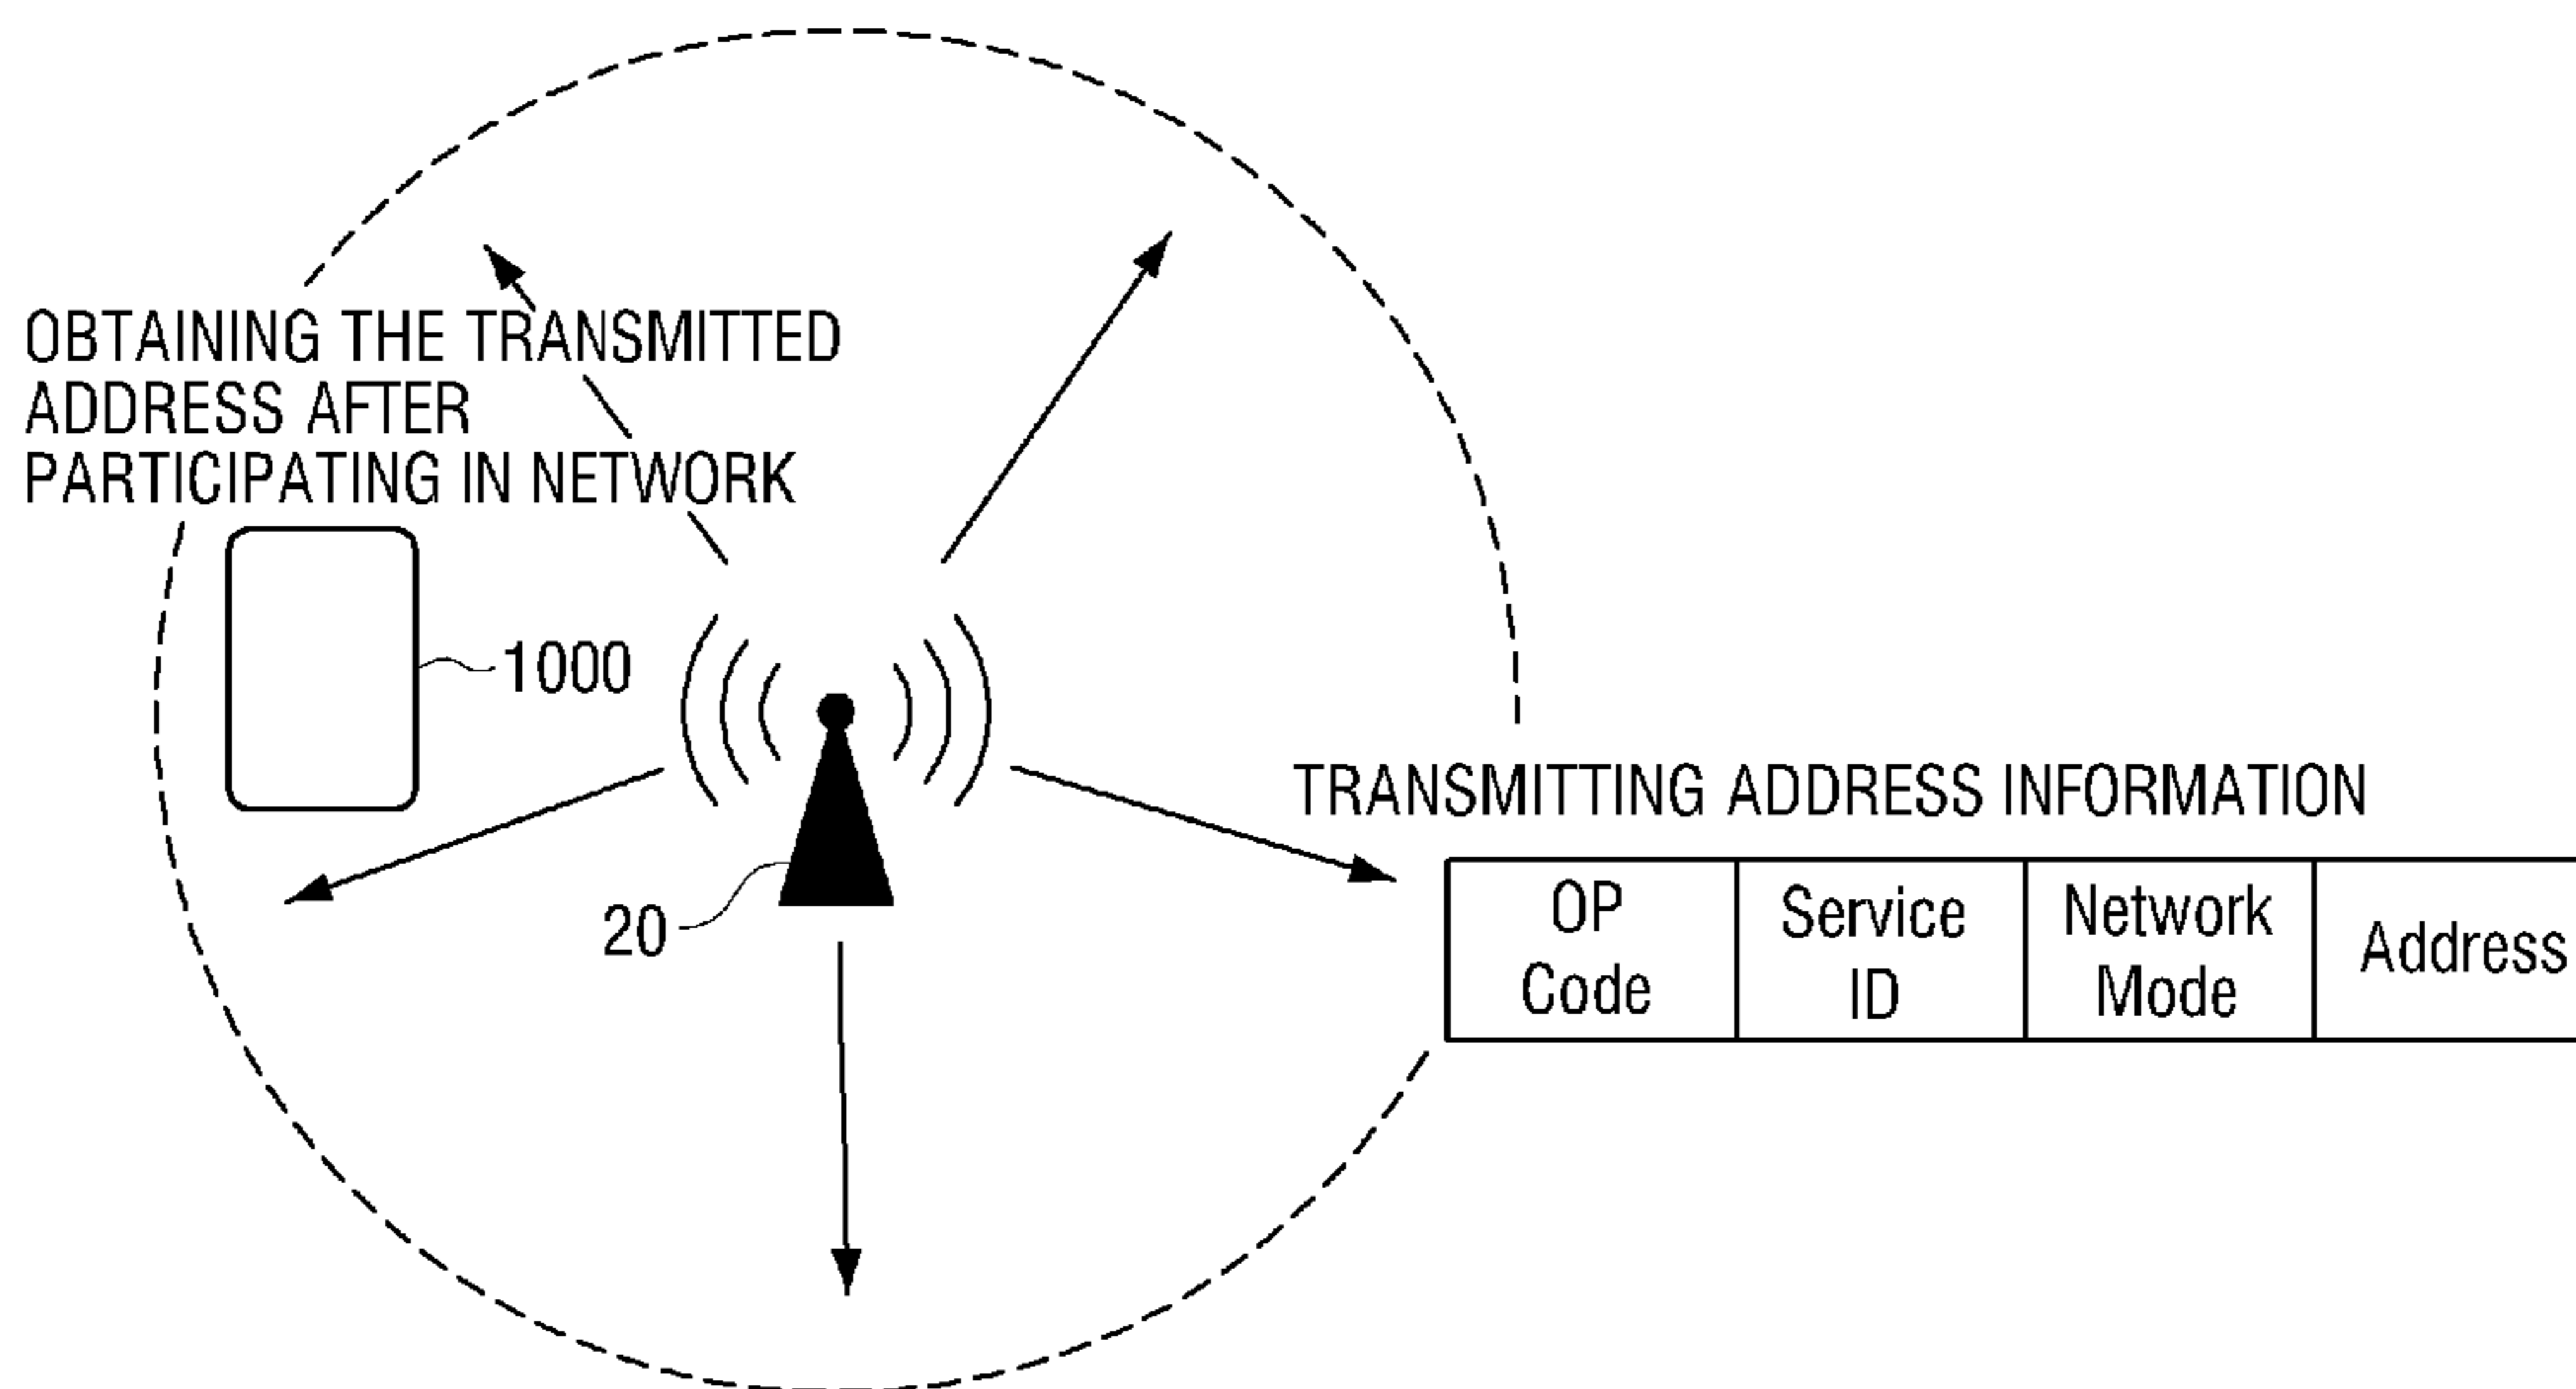 OBTAINING THE TRANSMITTED
ADDRESS AFTER
PARTICIPATING IN NETWORK
1000
20
TRANSMITTING ADDRESS INFORMATION
OP
Code
Service
ID
Network
Mode
Address